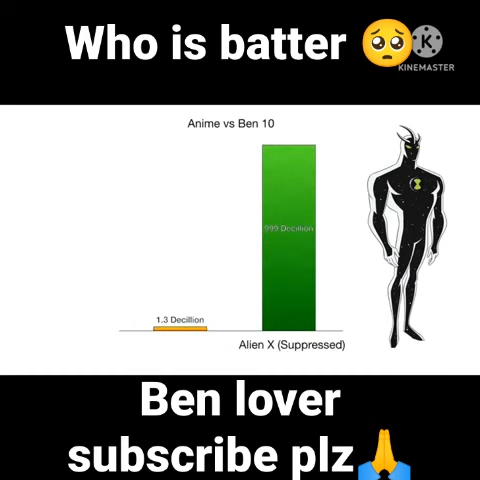 Who is batter 🥺
KINEMASTER
Anime vs Ben 10
999 Decillion
1.3 Decillion
Alien X (Suppressed)
Ben lover
subscribe plz🙏